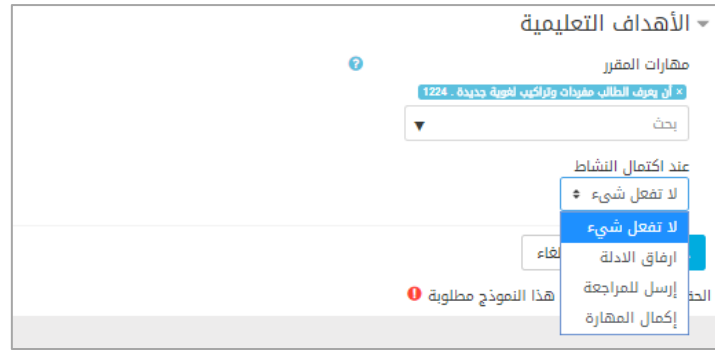 الأهداف التعليمية
مهارات المقرر
× أن يعرف الطالب مفردات وتراكيب لغوية جديدة . 1224
بحث
عند اكتمال النشاط
لا تفعل شيء
لا تفعل شيء
ارفاق الادلة
إرسل للمراجعة
إكمال المهارة
لغاء
هذا النموذج مطلوبة